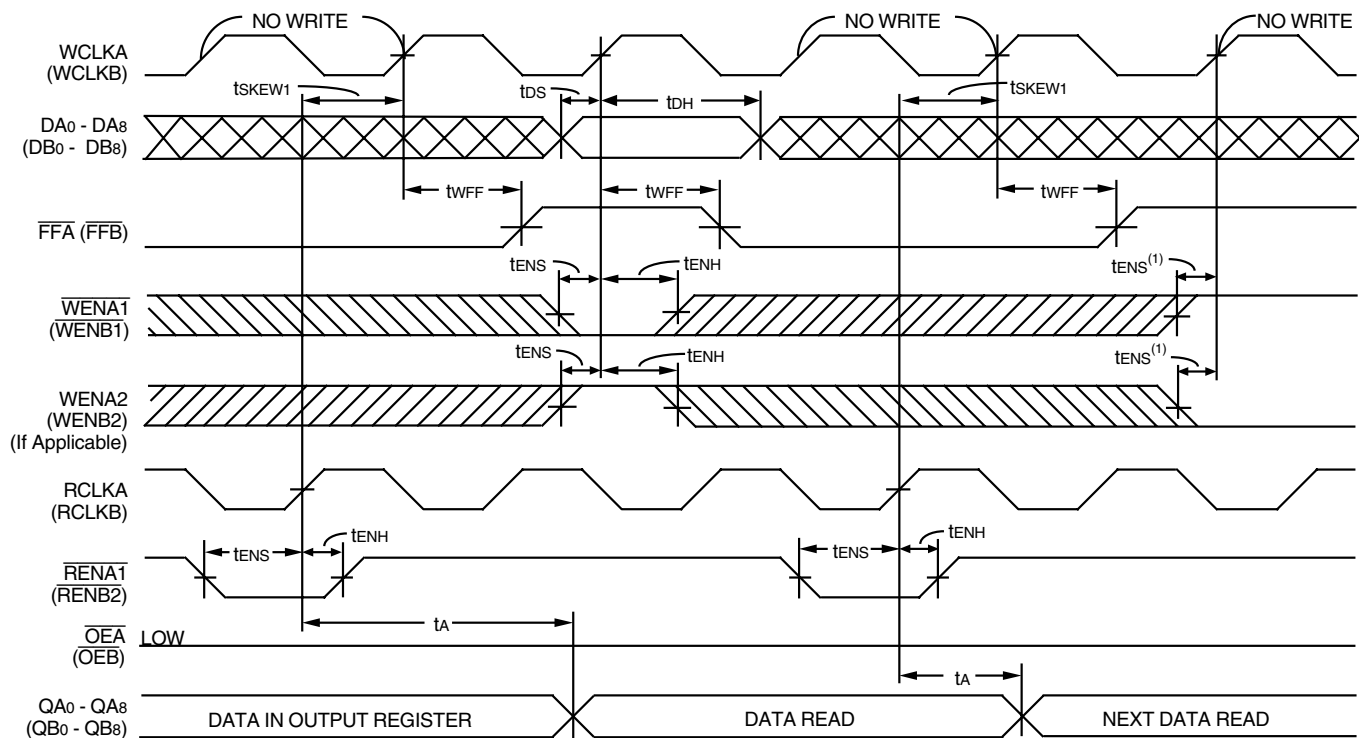 NO WRITE
NO WRITE
NO WRITE
WCLKA
(WCLKB)
tSKEW1
tDS
tDH
tSKEW1
DA0 - DA8
(DB0 - DB8)
tWFF
tWFF
tWFF
FFA (FFB)
tENS
tENH
tENS(1)
WENA1
(WENB1)
tENS
tENH
tENS(1)
WENA2
(WENB2)
(If Applicable)
RCLKA
(RCLKB)
tENS
tENH
tENS
tENH
RENA1
(RENB2)
tA
OEA LOW
(OEB)
tA
QA0 - QA8
(QB0 - QB8)
DATA IN OUTPUT REGISTER
DATA READ
NEXT DATA READ